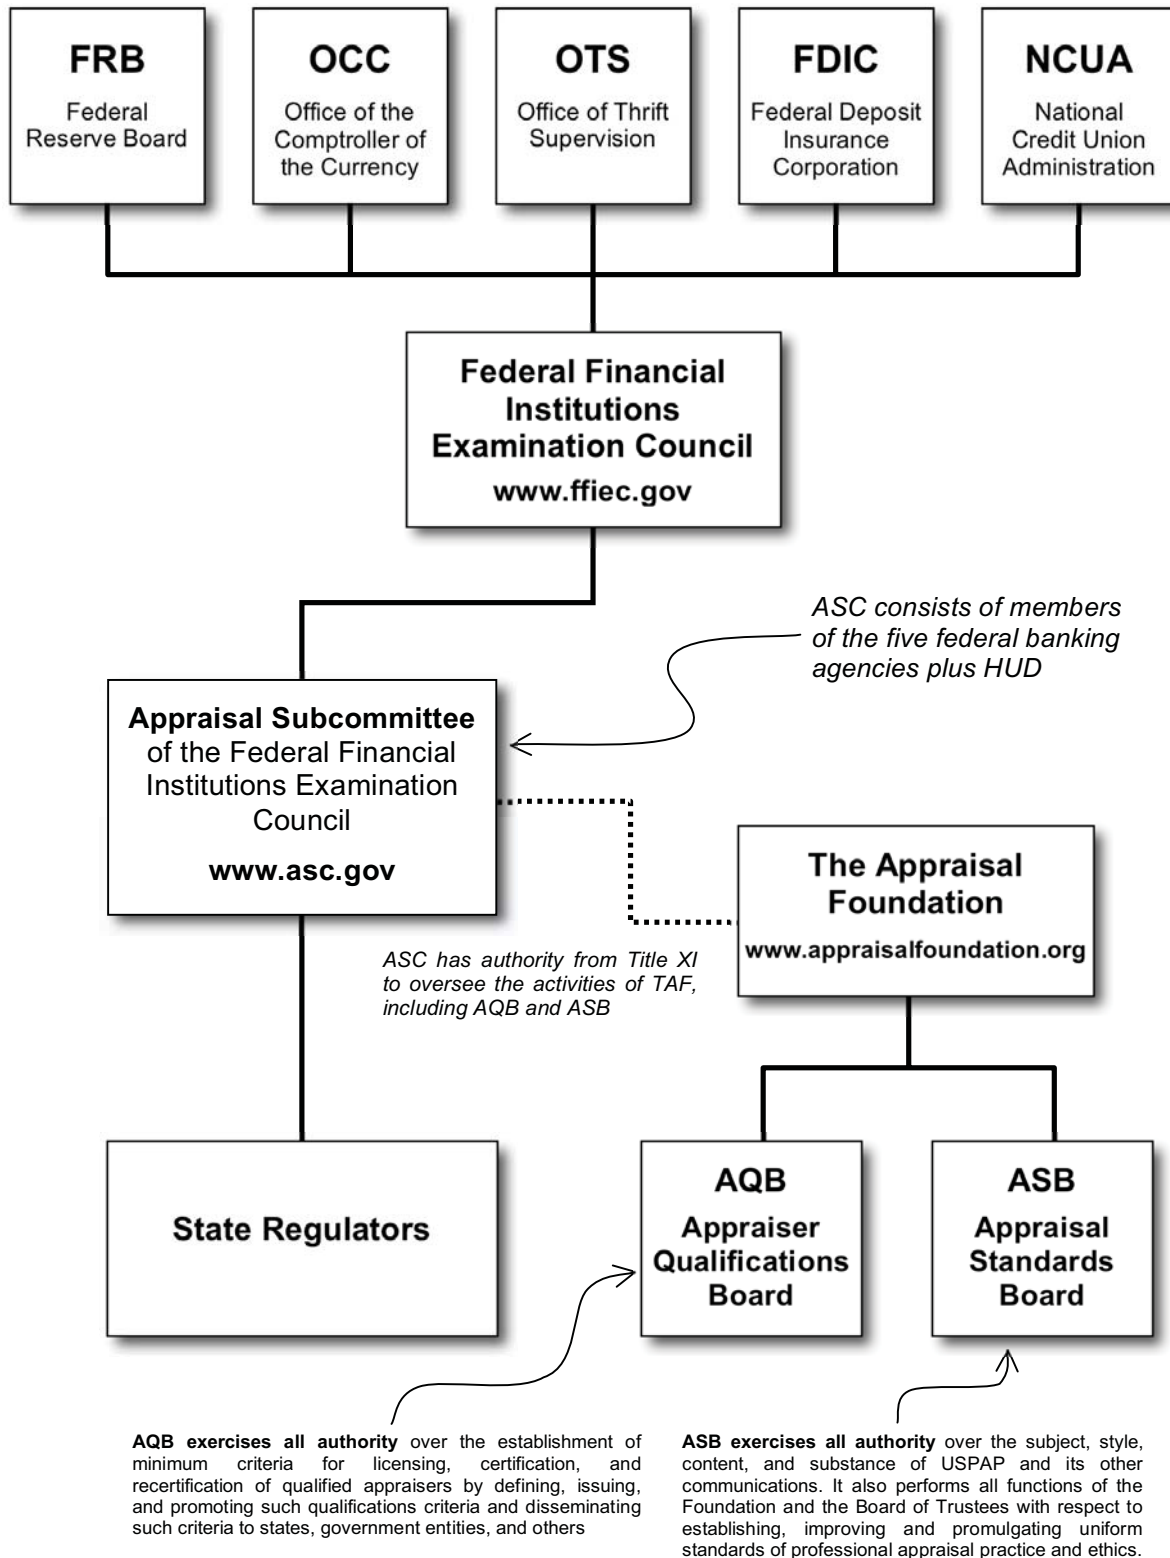 FRB
Federal
Reserve Board
OCC
Office of the
Comptroller of
the Currency
OTS
Office of Thrift
Supervision
FDIC
Federal Deposit
Insurance
Corporation
NCUA
National
Credit Union
Administration
Federal Financial
Institutions
Examination Council
www.ffiec.gov
ASC consists of members
of the five federal banking
agencies plus HUD
Appraisal Subcommittee
of the Federal Financial
Institutions Examination
Council
www.asc.gov
The Appraisal
Foundation
www.appraisalfoundation.org
ASC has authority from Title XI
to oversee the activities of TAF,
including AQB and ASB
State Regulators
AQB
Appraiser
Qualifications
Board
ASB
Appraisal
Standards
Board
AQB exercises all authority over the establishment of
minimum criteria for licensing, certification, and
recertification of qualified appraisers by defining, issuing,
and promoting such qualifications criteria and disseminating
such criteria to states, government entities, and others
ASB exercises all authority over the subject, style,
content, and substance of USPAP and its other
communications. It also performs all functions of the
Foundation and the Board of Trustees with respect to
establishing, improving and promulgating uniform
standards of professional appraisal practice and ethics.